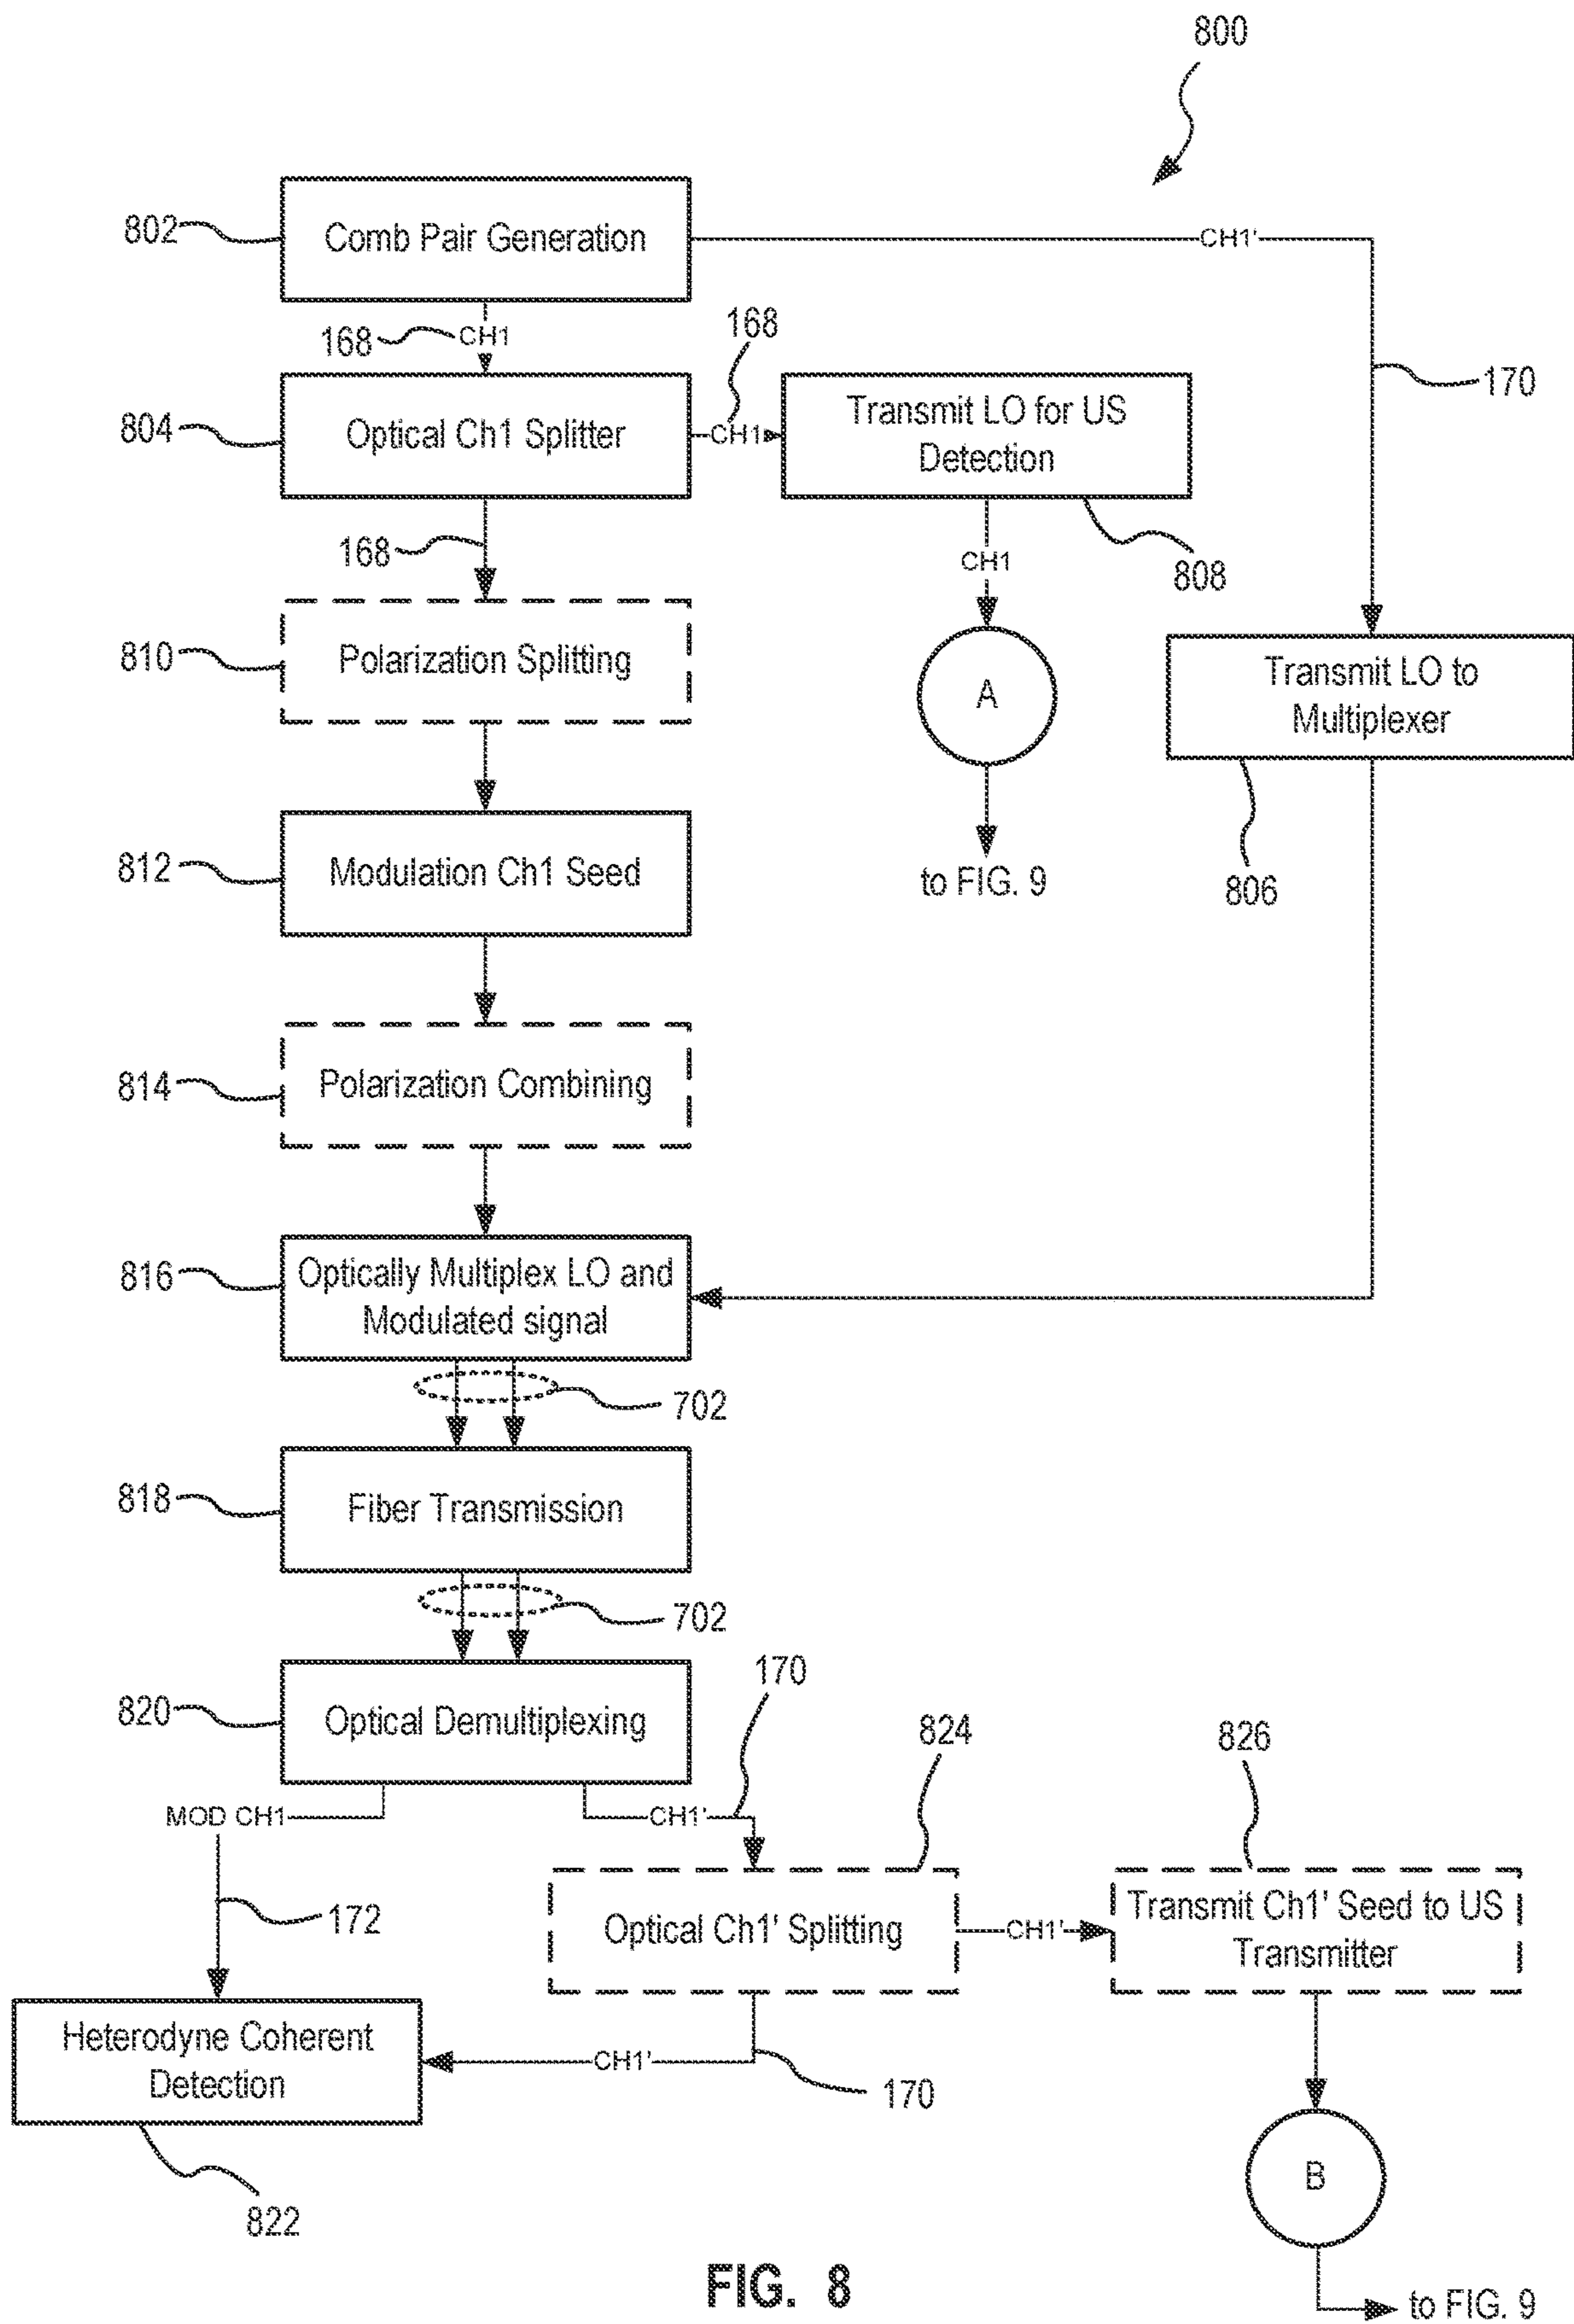 800
802
Comb Pair Generation
CH1'
168
CH1
168
170
804
Optical Ch1 Splitter
CH1
Transmit LO for US
Detection
168
CH1
808
810
Polarization Splitting
A
Transmit LO to
Multiplexer
812
Modulation Ch1 Seed
to FIG. 9
806
814
Polarization Combining
816
Optically Multiplex LO and
Modulated signal
702
818
Fiber Transmission
702
820
Optical Demultiplexing
170
824
826
MOD CH1
CH1'
172
Optical Ch1' Splitting
CH1'
Transmit Ch1' Seed to US
Transmitter
Heterodyne Coherent
Detection
CH1'
170
822
B
FIG. 8
to FIG. 9